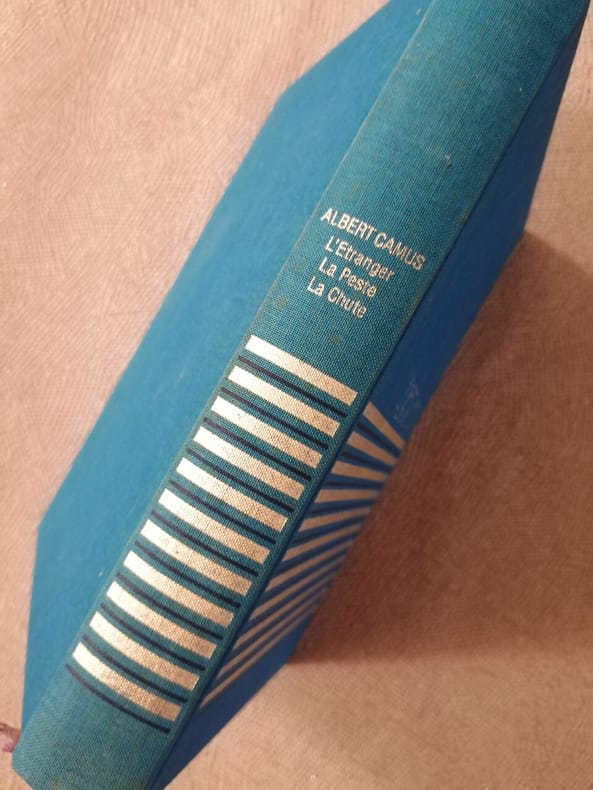 ALBERT CAMUS
L'Etranger
La Peste
La Chute